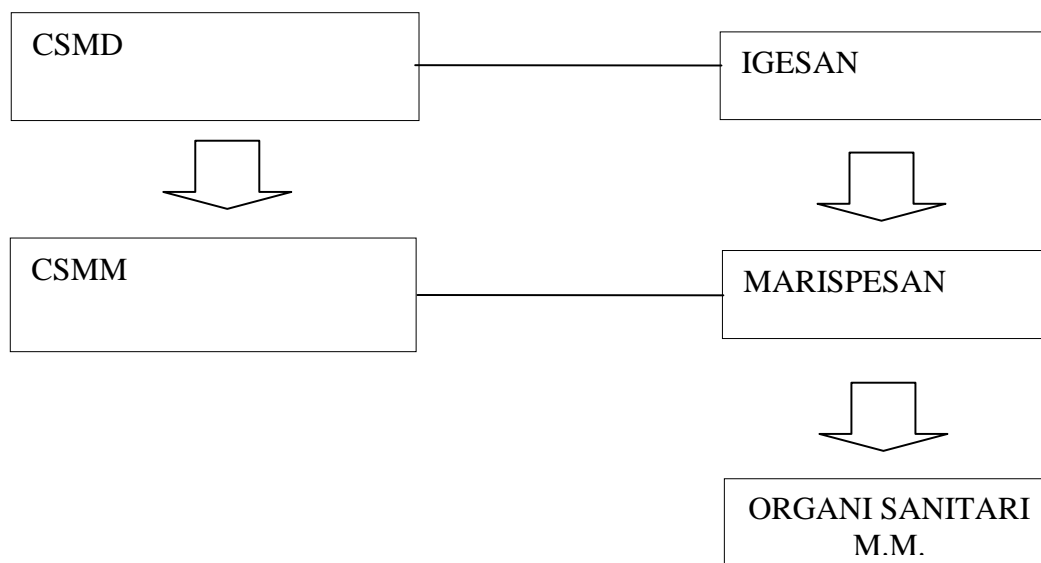 CSMD
IGESAN
CSMM
MARISPESAN
ORGANI SANITARI
M.M.